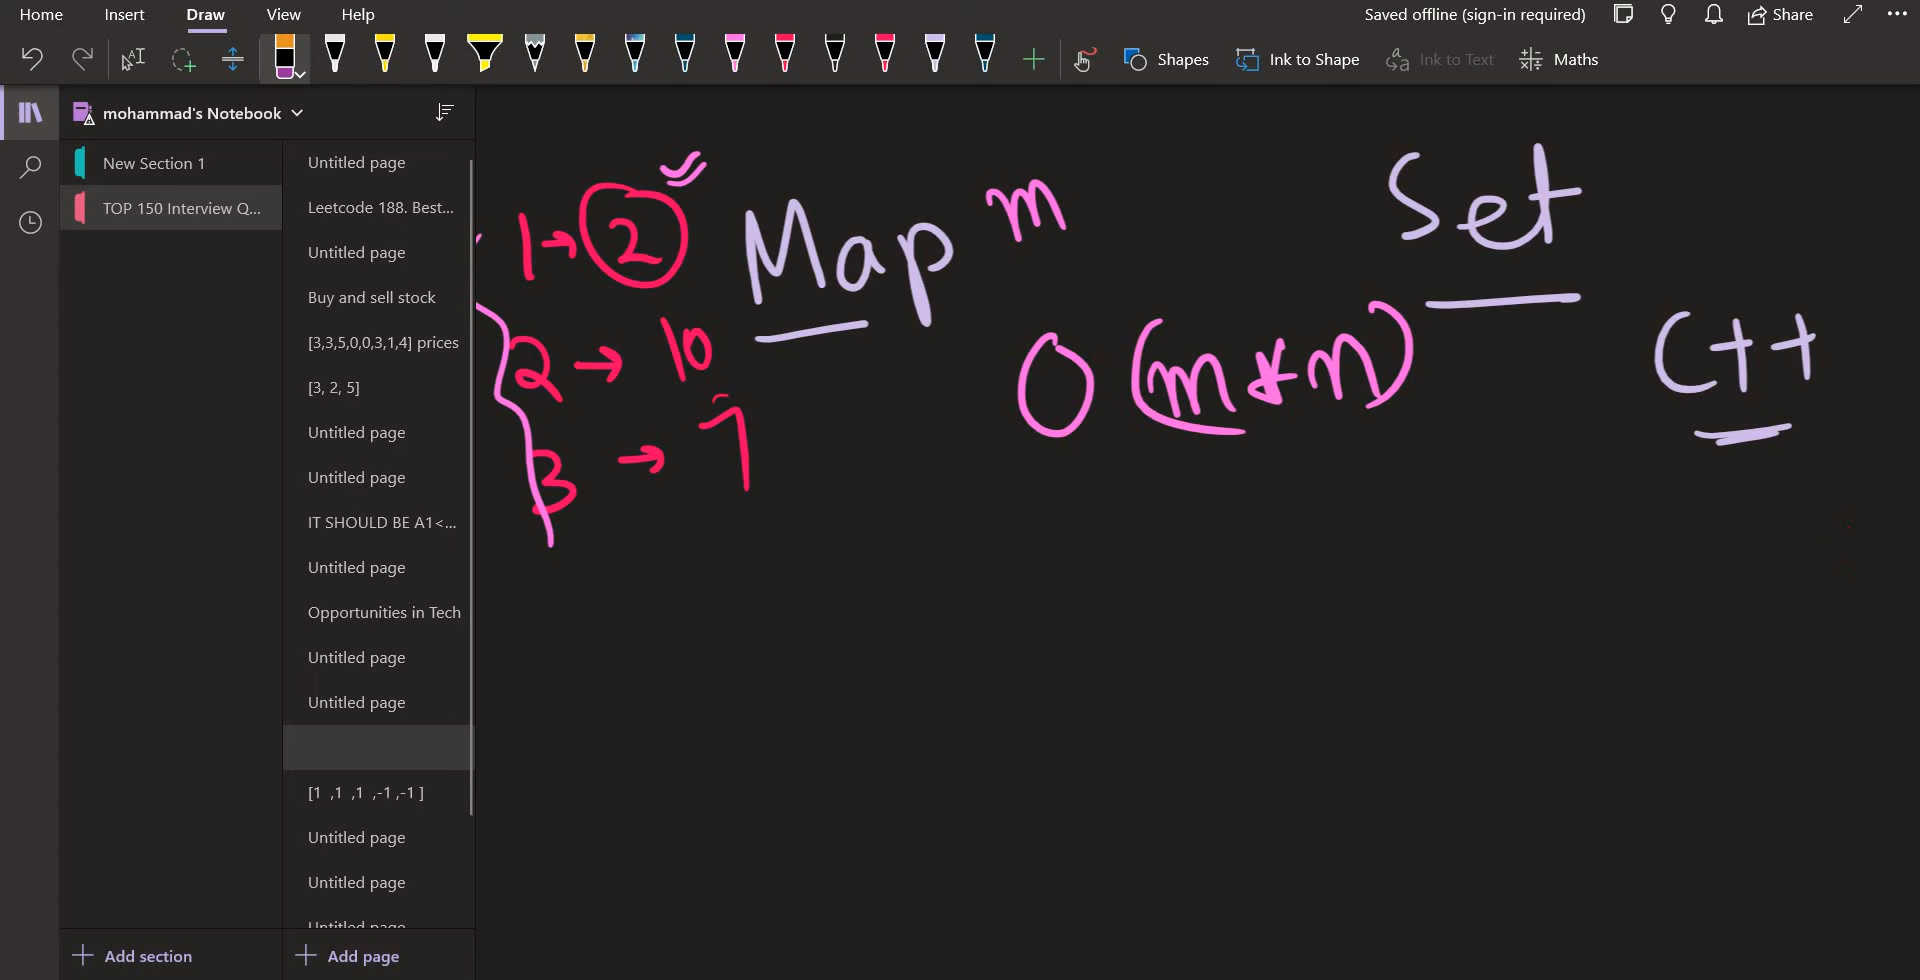 Home Insert Draw View Help
Saved offline (sign-in required) Share
Shapes Ink to Shape Ink to Text Maths
mohammad's Notebook
New Section 1
TOP 150 Interview Q...
Untitled page
Leetcode 188. Best...
Untitled page
Buy and sell stock
[3,3,5,0,0,3,1,4] prices
[3, 2, 5]
Untitled page
Untitled page
IT SHOULD BE A1<...
Untitled page
Opportunities in Tech
Untitled page
Untitled page
[1 ,1 ,1 ,-1 ,-1 ]
Untitled page
Untitled page
Untitled page
Add section
Add page
1→2
2→10
3→7
Map m
Set
O(m*n)
C++